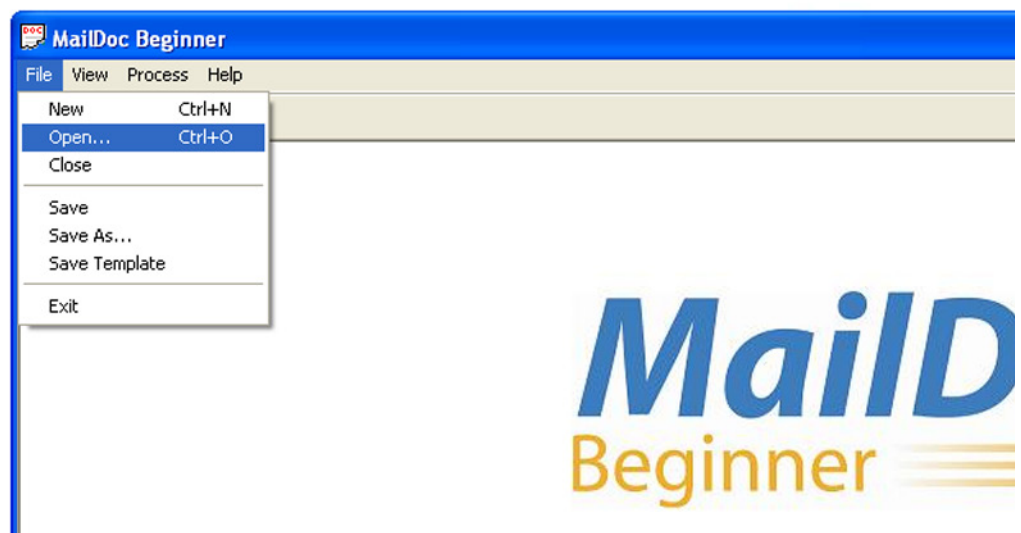 DOC MailDoc Beginner
File View Process Help
New Ctrl+N
Open... Ctrl+O
Close
Save
Save As...
Save Template
Exit
MailD
Beginner